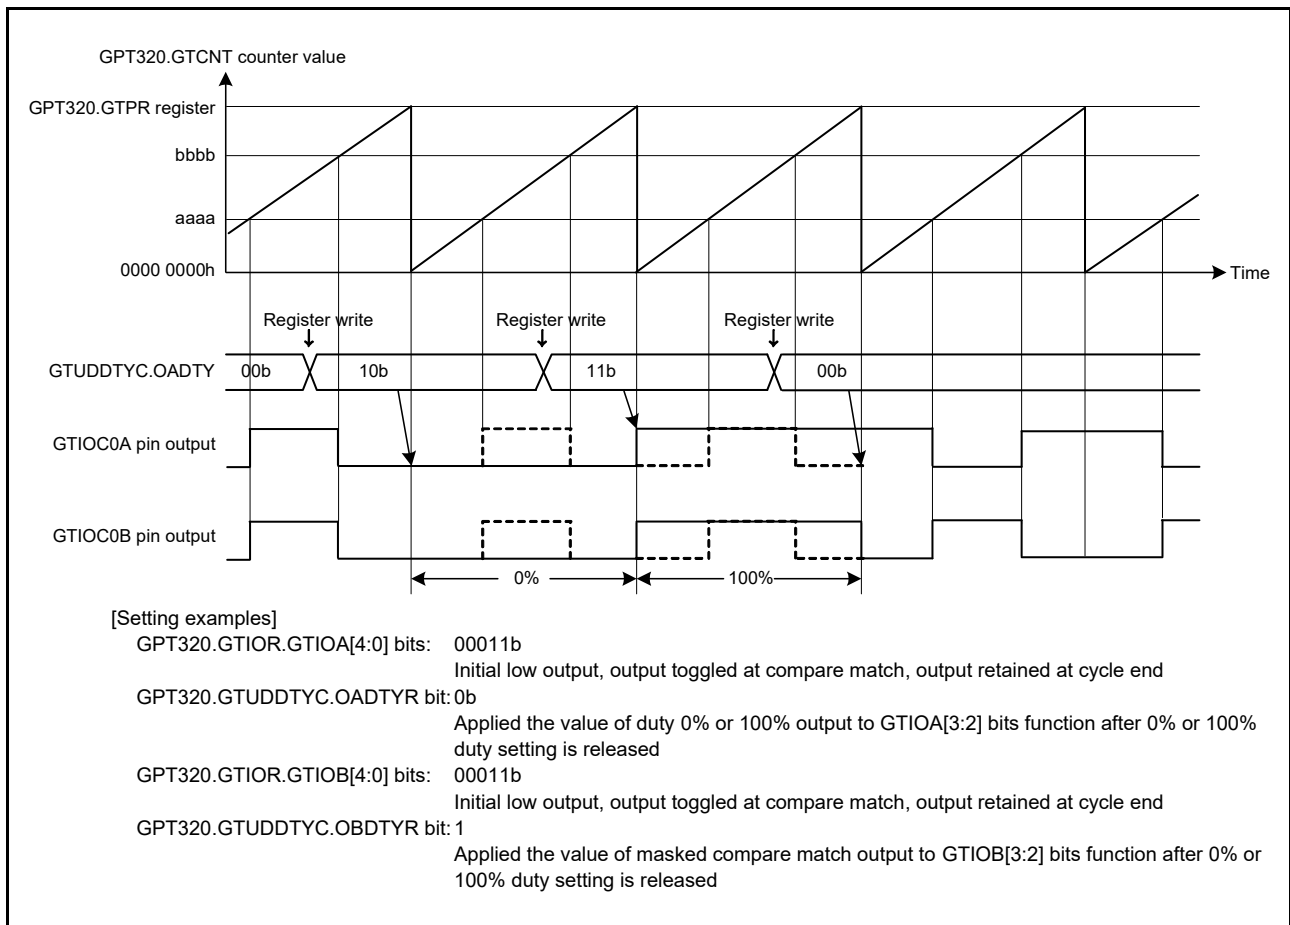 GPT320.GTCNT counter value
GPT320.GTPR register
bbbb
aaaa
0000 0000h
Time
Register write
Register write
Register write
GTUDDTYC.OADTY
00b
10b
11b
00b
GTIOC0A pin output
GTIOC0B pin output
0%
100%
[Setting examples]
GPT320.GTIOR.GTIOA[4:0] bits: 00011b
Initial low output, output toggled at compare match, output retained at cycle end
GPT320.GTUDDTYC.OADTYR bit: 0b
Applied the value of duty 0% or 100% output to GTIOA[3:2] bits function after 0% or 100%
duty setting is released
GPT320.GTIOR.GTIOB[4:0] bits: 00011b
Initial low output, output toggled at compare match, output retained at cycle end
GPT320.GTUDDTYC.OBDTYR bit: 1
Applied the value of masked compare match output to GTIOB[3:2] bits function after 0% or
100% duty setting is released